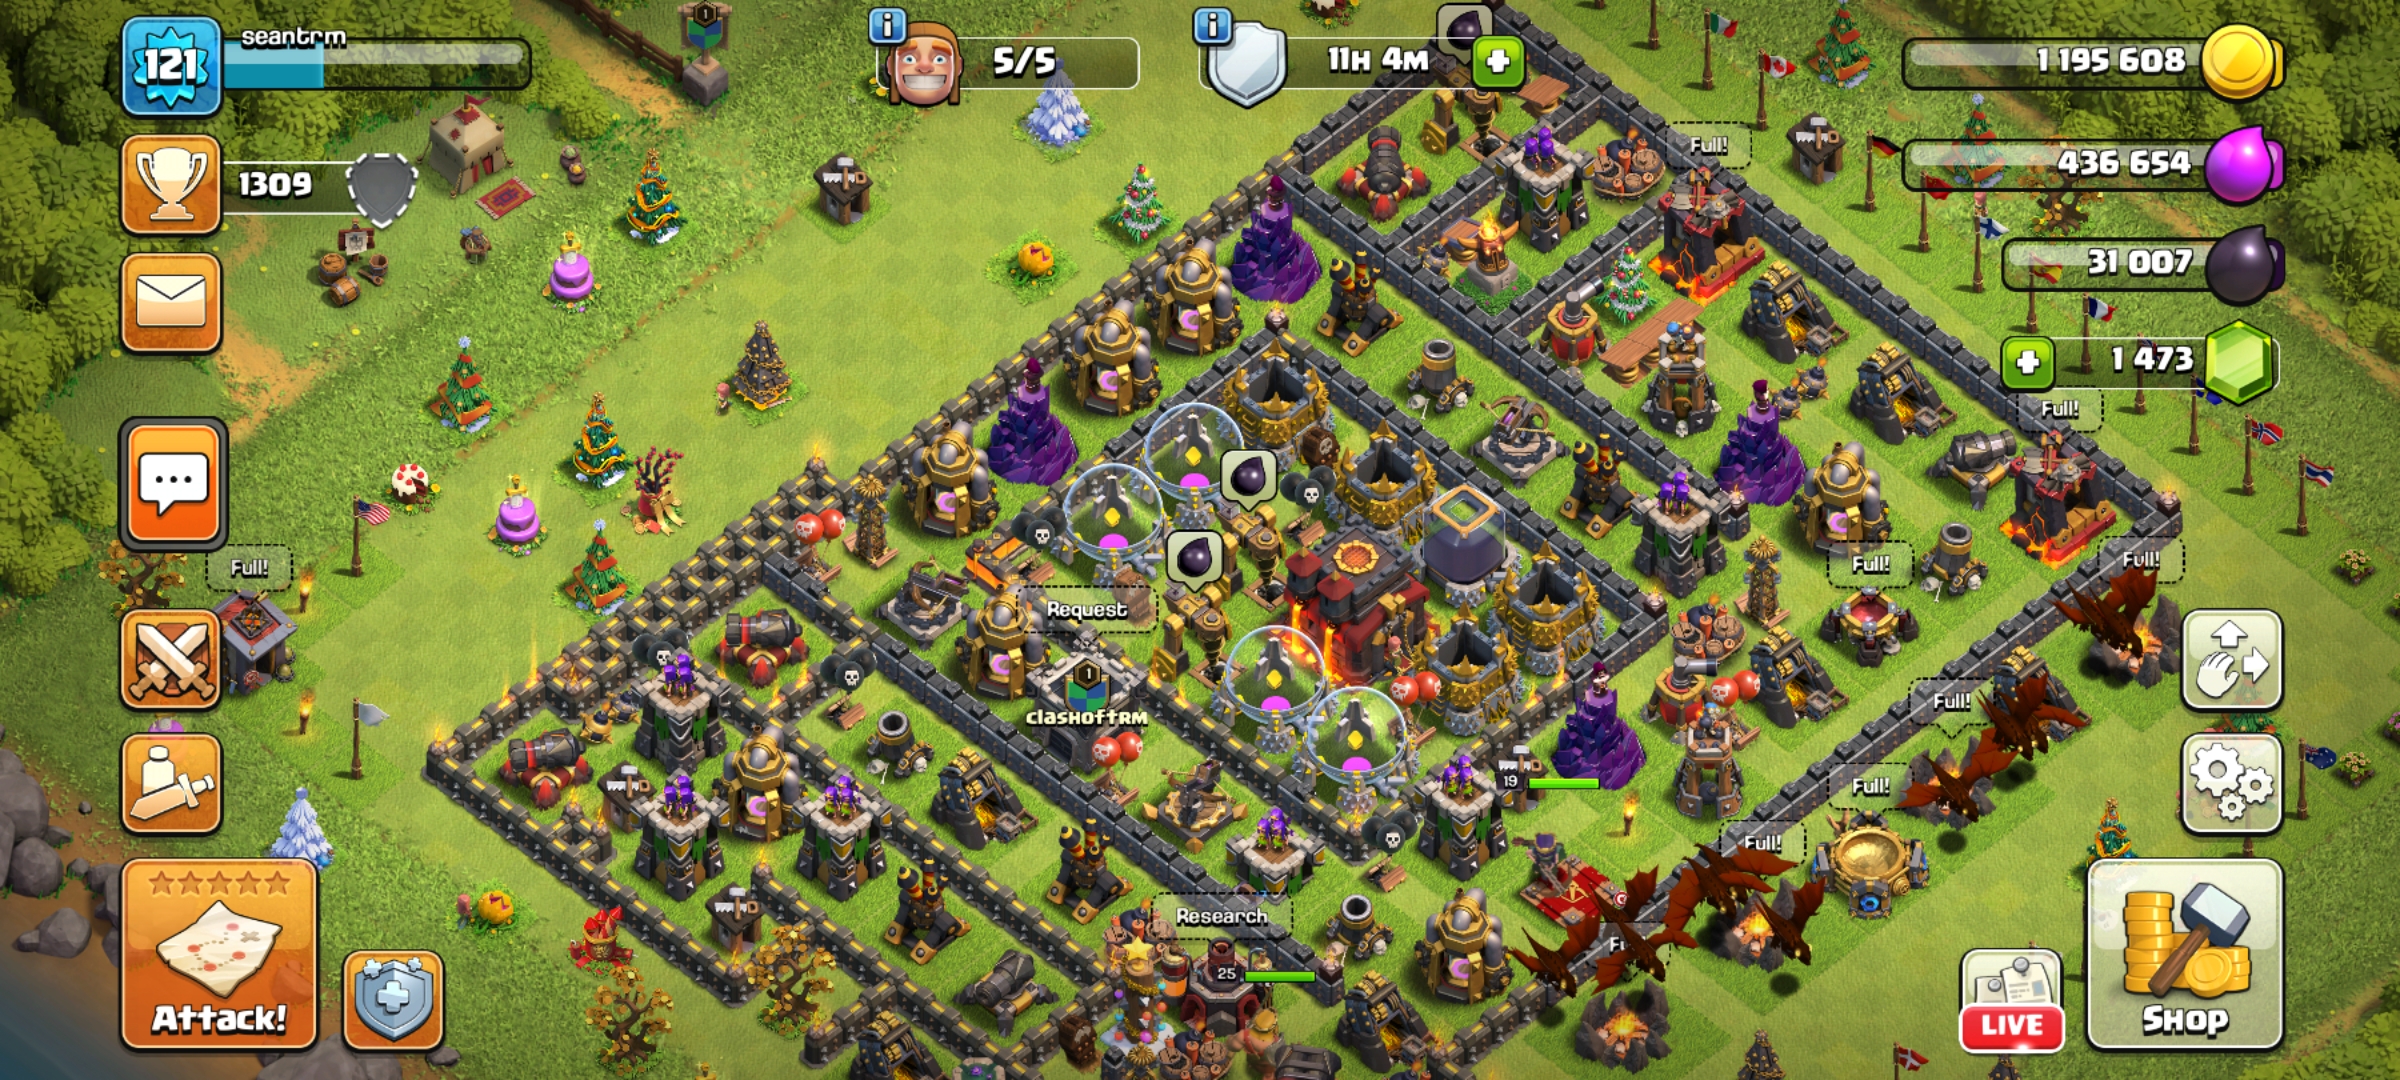 121
seantrm
5/5
11H 4M
1 195 608
1309
436 654
31 007
1 473
Full!
Full!
Full!
Full!
Full!
Request
1
clashoftrm
Full!
Full!
19
Full!
Research
25
Attack!
LIVE
Shop